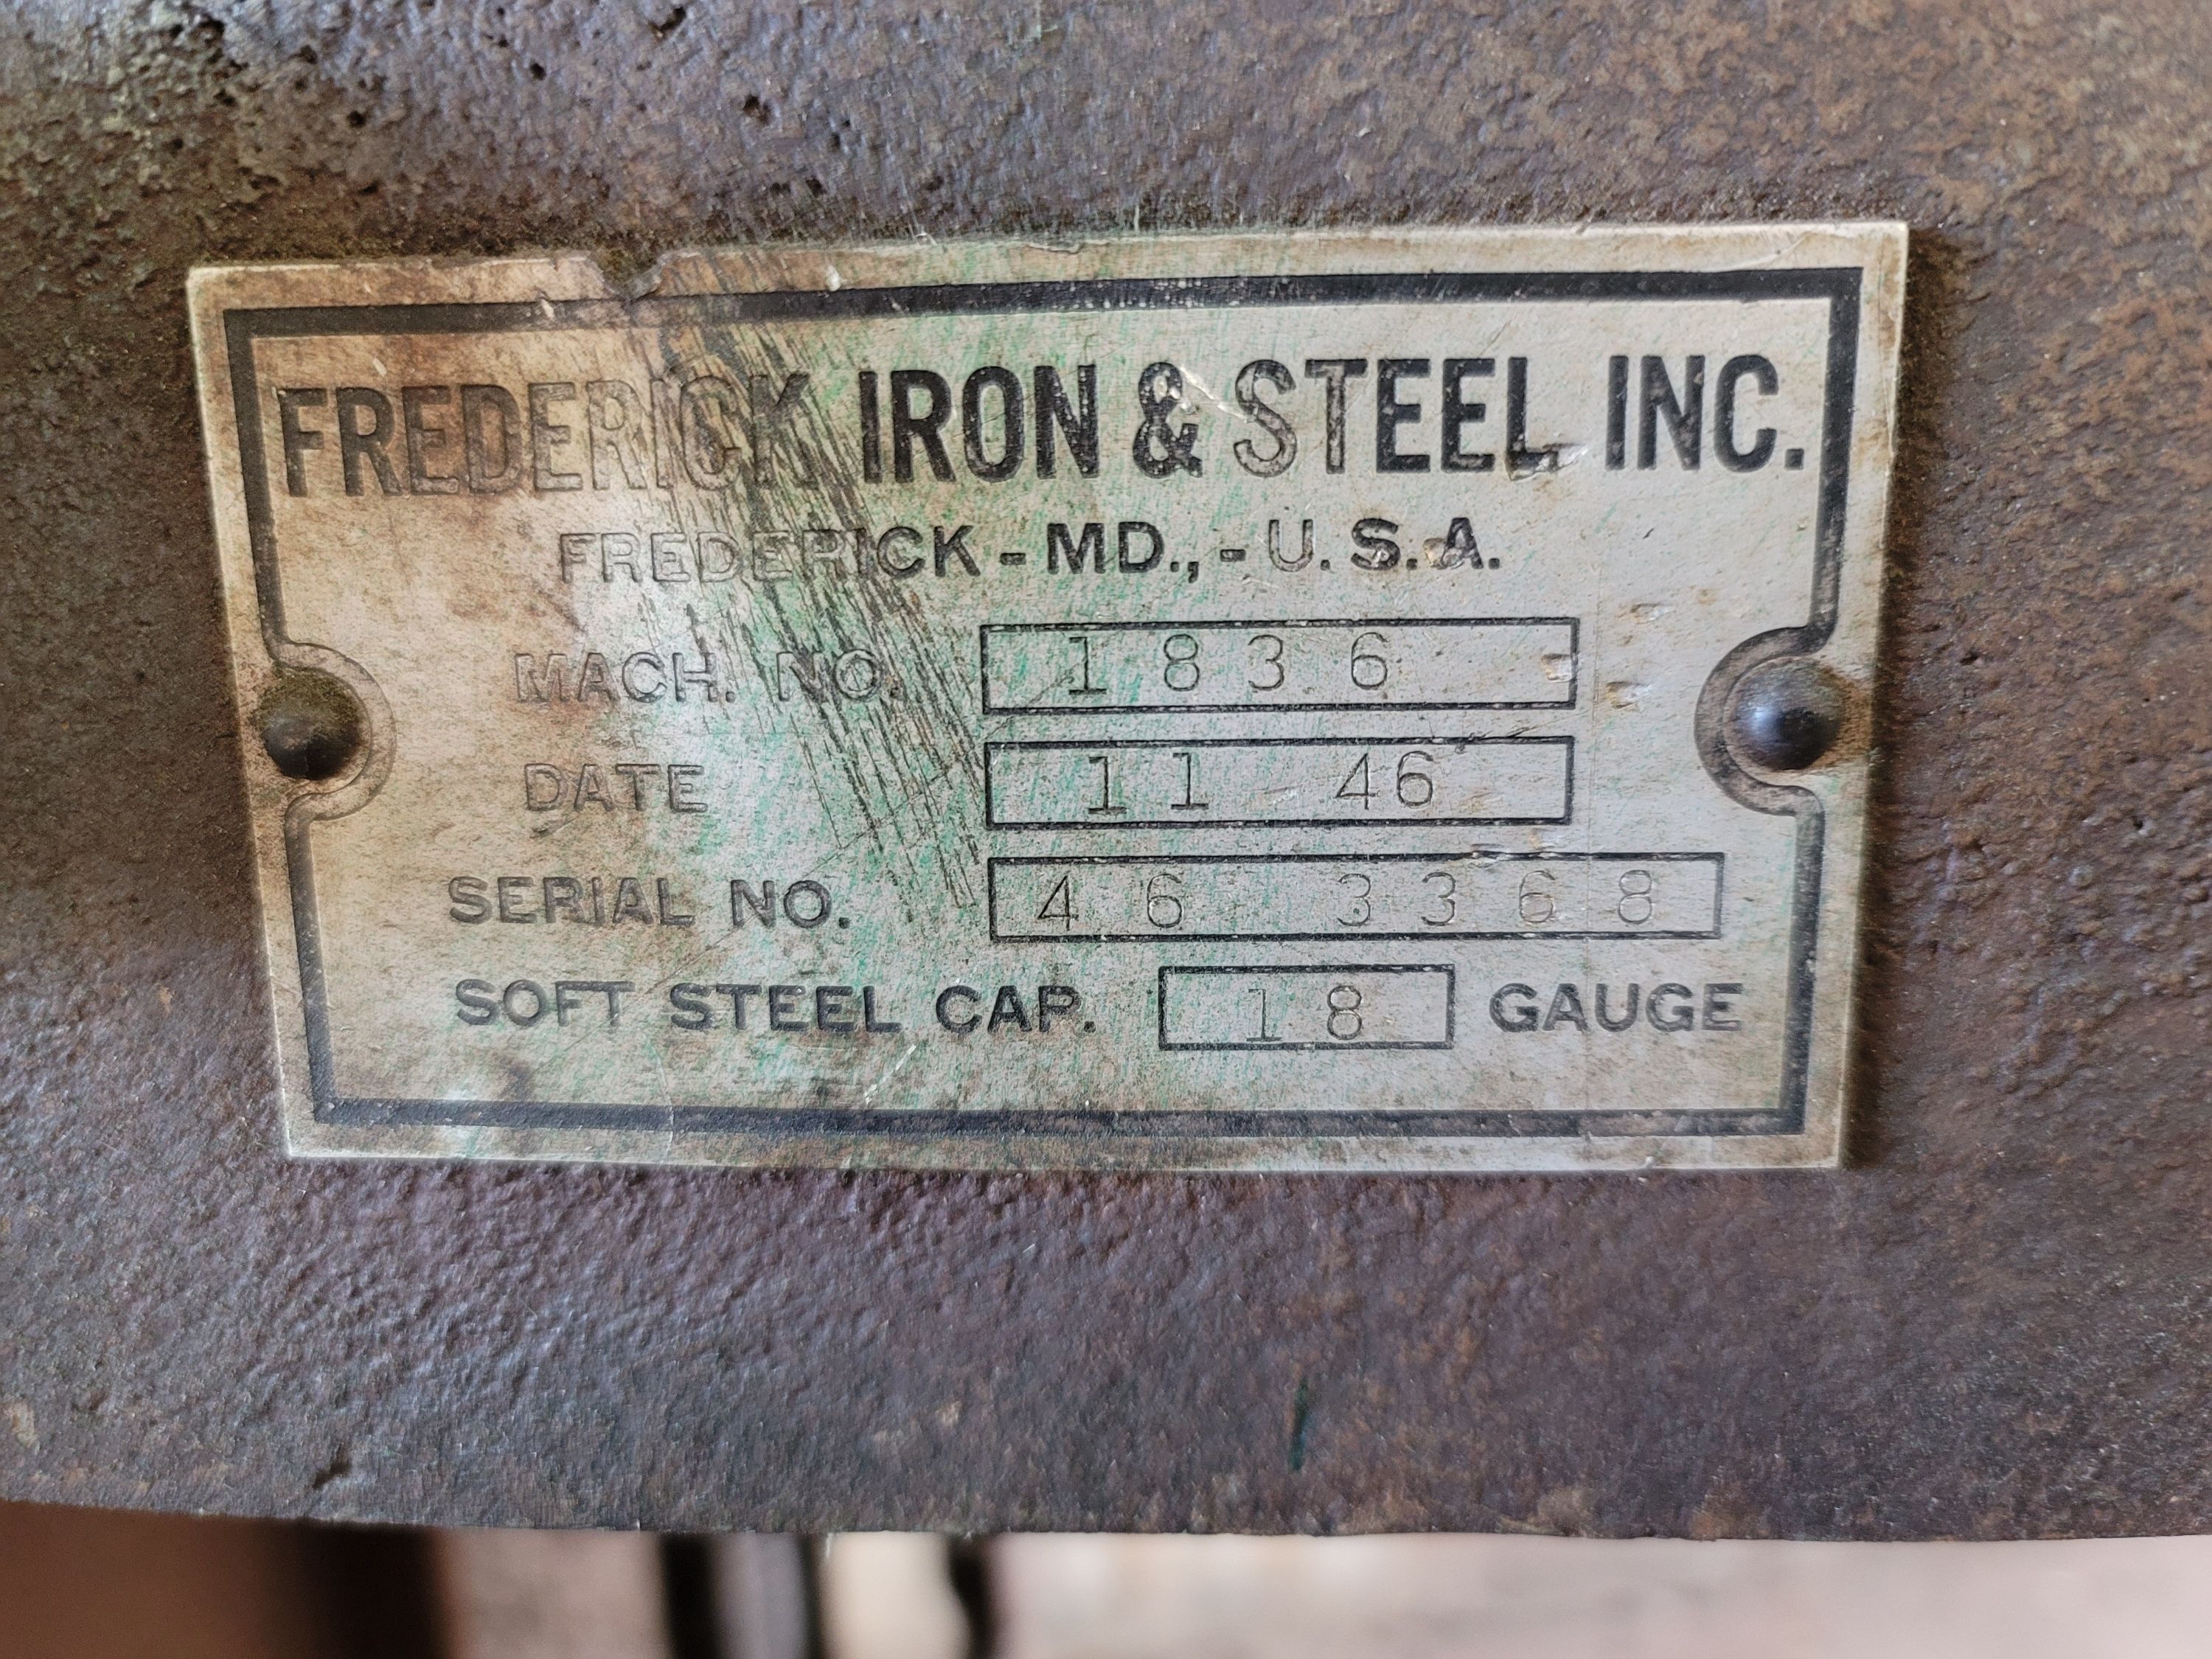 FREDERICK IRON & STEEL INC.
FREDERICK - MD., - U. S. A.
MACH. NO. 1836
DATE 11 46
SERIAL NO. 46 3368
SOFT STEEL CAP. 18 GAUGE